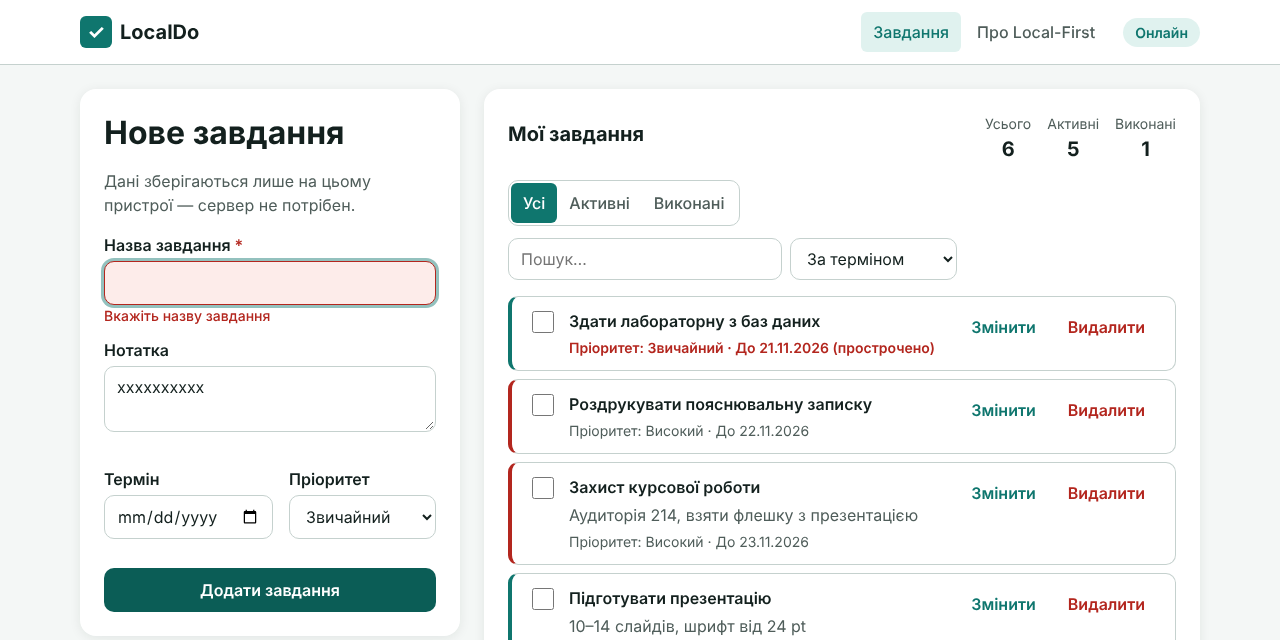 LocalDo
Завдання
Про Local-First
Онлайн
Нове завдання
Дані зберігаються лише на цьому
пристрої — сервер не потрібен.
Назва завдання *
Вкажіть назву завдання
Нотатка
xxxxxxxxxx
Термін
Пріоритет
mm/dd/yyyy
Звичайний
Додати завдання
Мої завдання
Усього
Активні
Виконані
6
5
1
Усі
Активні
Виконані
Пошук...
За терміном
Здати лабораторну з баз даних
Пріоритет: Звичайний · До 21.11.2026 (прострочено)
Змінити
Видалити
Роздрукувати пояснювальну записку
Пріоритет: Високий · До 22.11.2026
Змінити
Видалити
Захист курсової роботи
Аудиторія 214, взяти флешку з презентацією
Пріоритет: Високий · До 23.11.2026
Змінити
Видалити
Підготувати презентацію
10–14 слайдів, шрифт від 24 pt
Змінити
Видалити